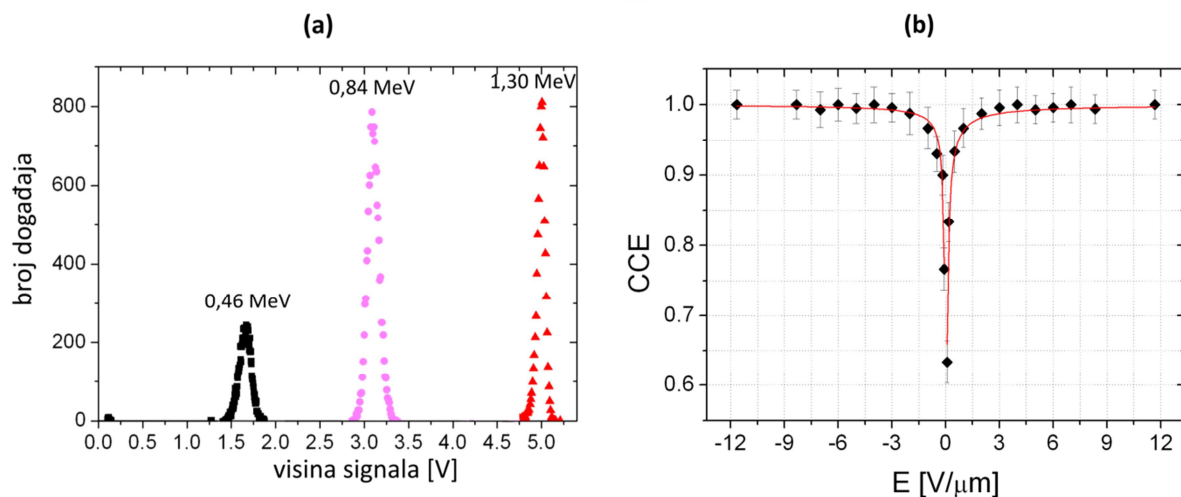 (a)
(b)
0,46 MeV
0,84 MeV
1,30 MeV
800
600
400
200
0
broj događaja
0.0 0.5 1.0 1.5 2.0 2.5 3.0 3.5 4.0 4.5 5.0
visina signala [V]
1.0
0.9
0.8
0.7
0.6
CCE
-12 -9 -6 -3 0 3 6 9 12
E [V/μm]